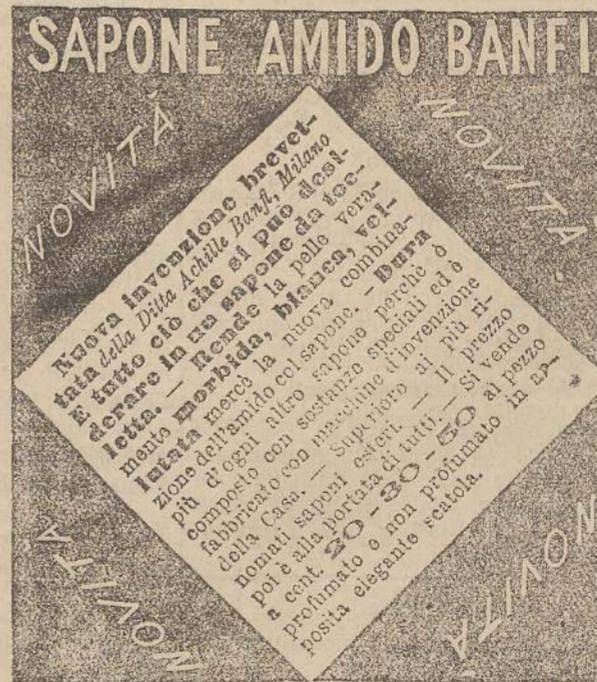 SAPONE AMIDO BANFI
NOVITÀ
NOVITÀ
Nuova invenzione brevet-
tata della Ditta Achille Banfi, Milano
E tutto ciò che si può desi-
derare in un sapone da toe-
letta. — Rende la pelle vera-
mente morbida, bianca, vel-
lutata mercè la nuova combina-
zione dell'amido col sapone. — Dura
più d'ogni altro sapone perchè è
composto con sostanze speciali ed è
fabbricato con macchine d'invenzione
della Casa. — Superiore ai più ri-
nomati saponi esteri. — Il prezzo
poi è alla portata di tutti. — Si vende
a cent. 20-30-50 al pezzo
profumato e non profumato in ap-
posita elegante scatola.
NOVITÀ
NOVITÀ